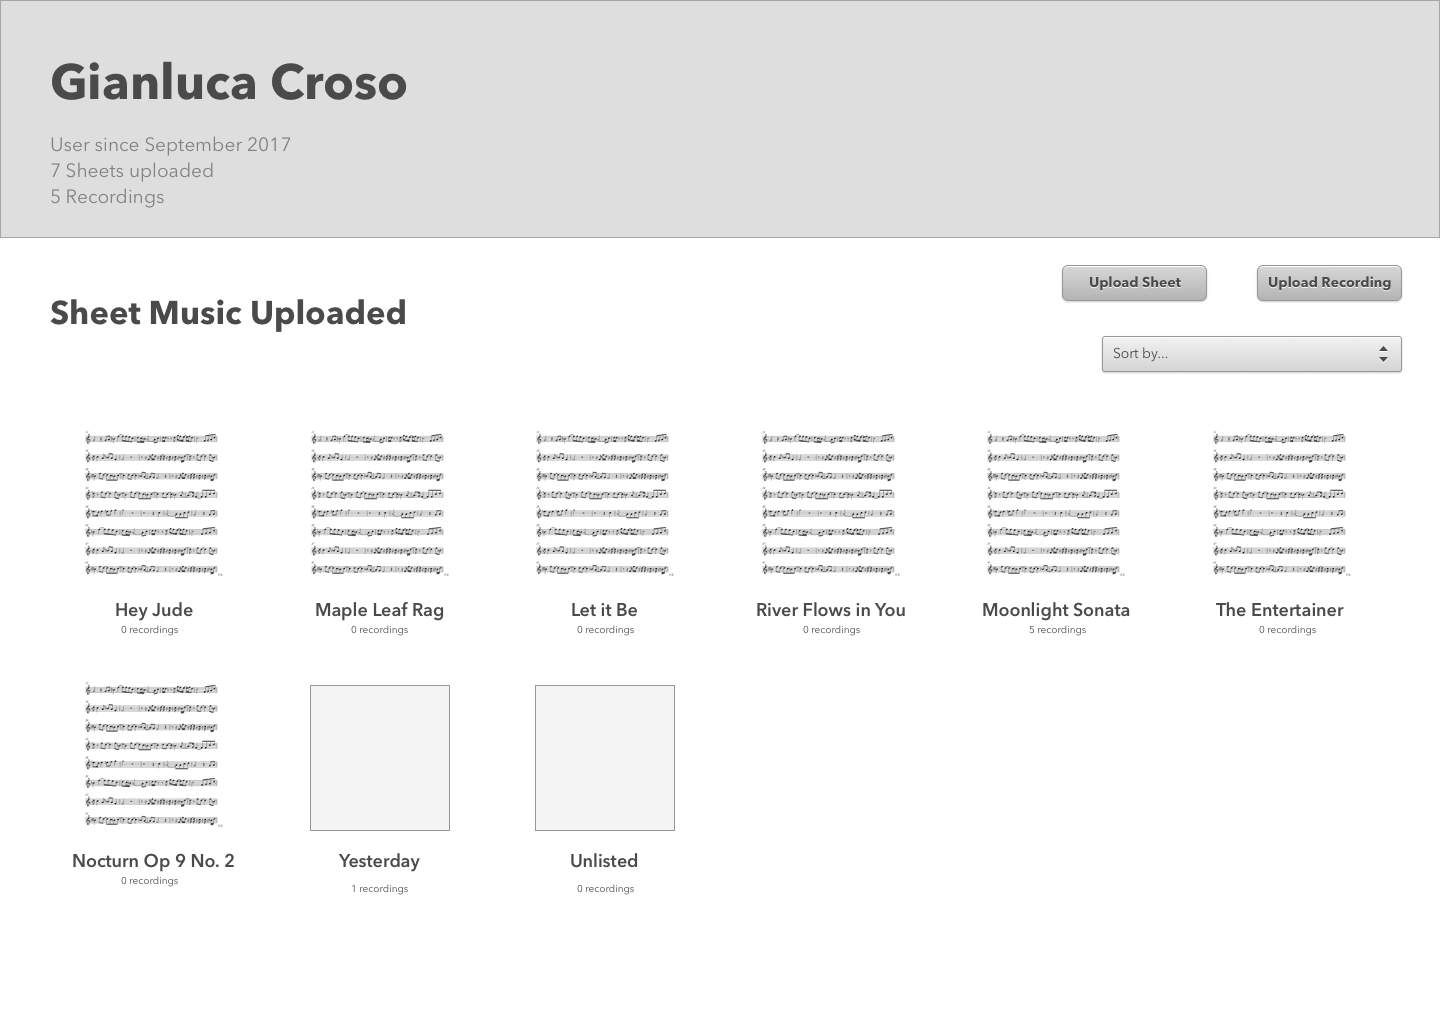 Gianluca Croso
User since September 2017
7 Sheets uploaded
5 Recordings
Upload Sheet
Upload Recording
Sheet Music Uploaded
Sort by...
Hey Jude
0 recordings
Maple Leaf Rag
0 recordings
Let it Be
0 recordings
River Flows in You
0 recordings
Moonlight Sonata
5 recordings
The Entertainer
0 recordings
Nocturn Op 9 No. 2
0 recordings
Yesterday
1 recordings
Unlisted
0 recordings